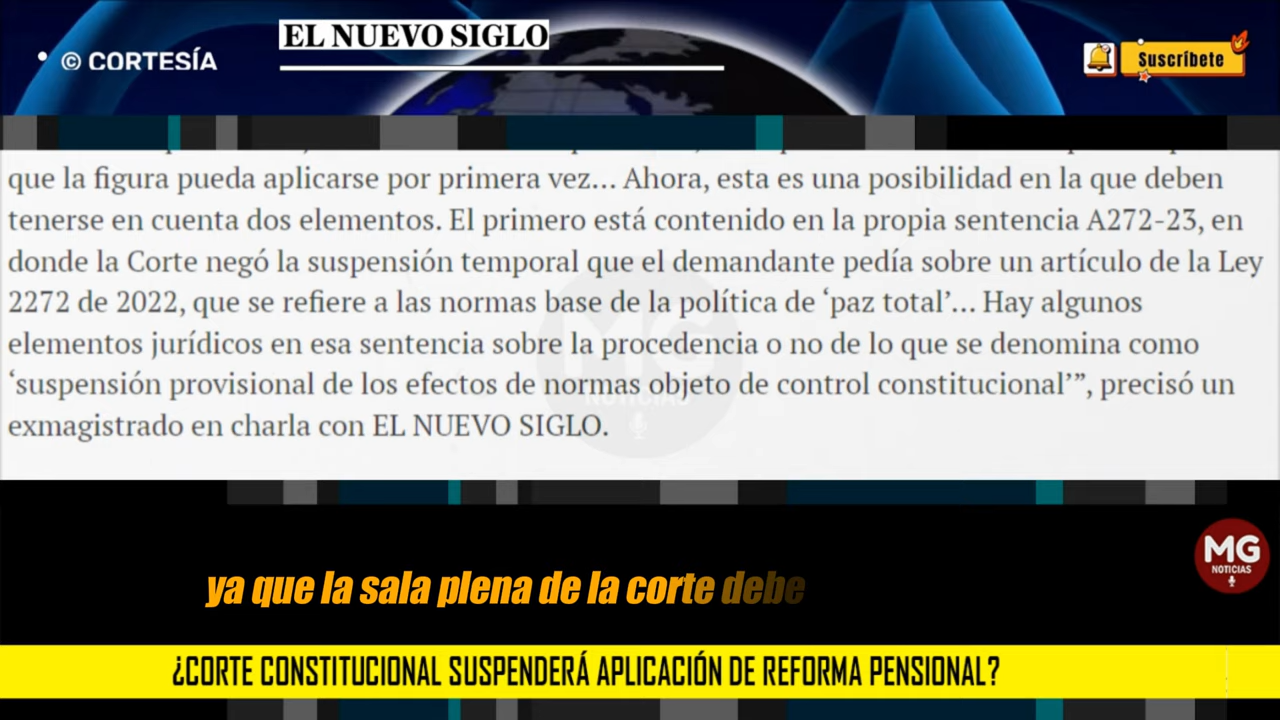 EL NUEVO SIGLO
© CORTESÍA
Suscríbete
que la figura pueda aplicarse por primera vez... Ahora, esta es una posibilidad en la que deben
tenerse en cuenta dos elementos. El primero está contenido en la propia sentencia A272-23, en
donde la Corte negó la suspensión temporal que el demandante pedía sobre un artículo de la Ley
2272 de 2022, que se refiere a las normas base de la política de ‘paz total’... Hay algunos
elementos jurídicos en esa sentencia sobre la procedencia o no de lo que se denomina como
‘suspensión provisional de los efectos de normas objeto de control constitucional’”, precisó un
exmagistrado en charla con EL NUEVO SIGLO.
MG
NOTICIAS
ya que la sala plena de la corte debe
MG
NOTICIAS
¿CORTE CONSTITUCIONAL SUSPENDERÁ APLICACIÓN DE REFORMA PENSIONAL?